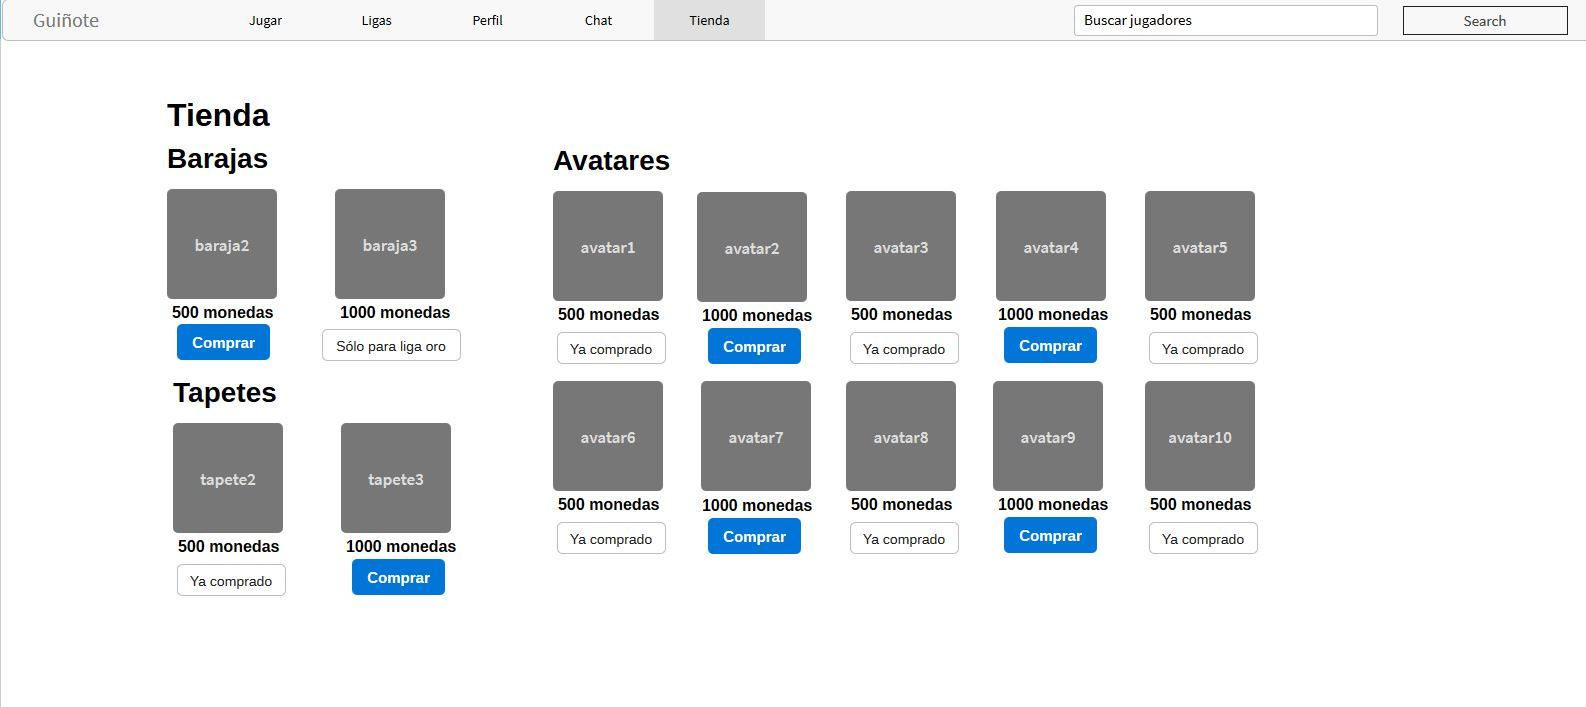 Guiñote Jugar Ligas Perfil Chat Tienda Buscar jugadores Search
Tienda
Barajas
baraja2 baraja3
500 monedas 1000 monedas
Comprar Sólo para liga oro
Tapetes
tapete2 tapete3
500 monedas 1000 monedas
Ya comprado Comprar
Avatares
avatar1 avatar2 avatar3 avatar4 avatar5
500 monedas 1000 monedas 500 monedas 1000 monedas 500 monedas
Ya comprado Comprar Ya comprado Comprar Ya comprado
avatar6 avatar7 avatar8 avatar9 avatar10
500 monedas 1000 monedas 500 monedas 1000 monedas 500 monedas
Ya comprado Comprar Ya comprado Comprar Ya comprado